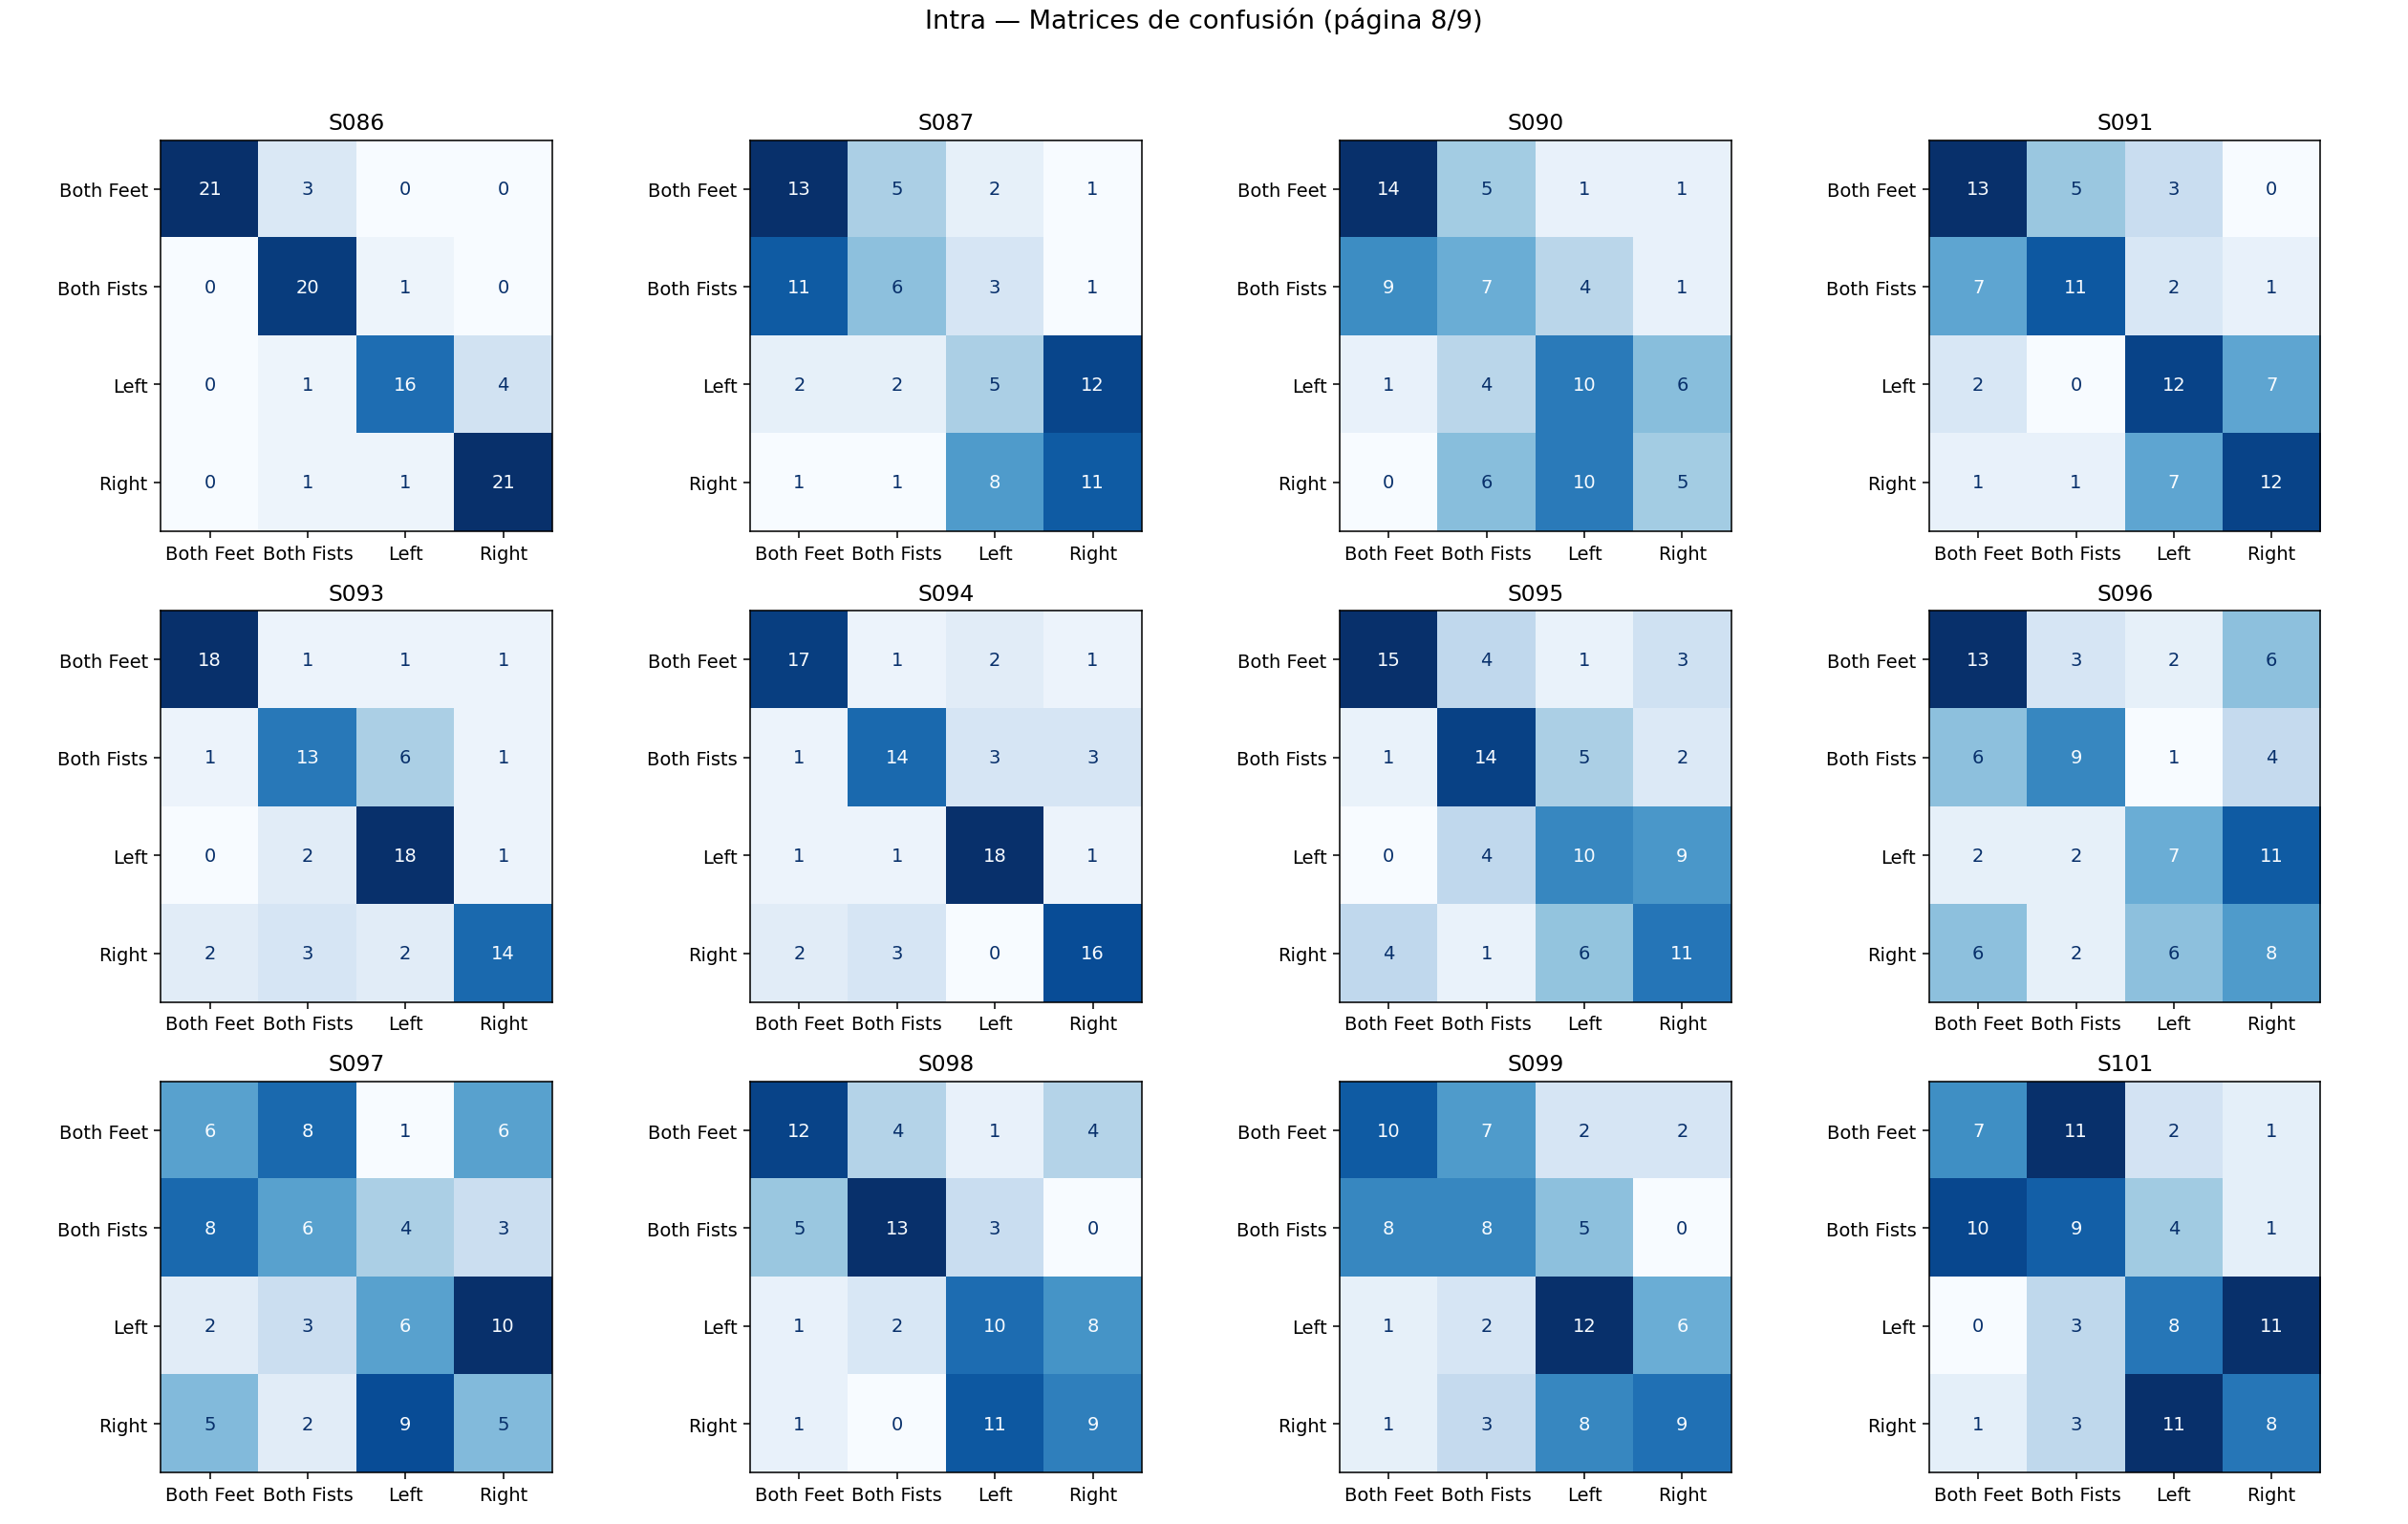 Intra — Matrices de confusión (página 8/9)
S086 S087 S090 S091
Both Feet 21 3 0 0 Both Feet 13 5 2 1 Both Feet 14 5 1 1 Both Feet 13 5 3 0
Both Fists 0 20 1 0 Both Fists 11 6 3 1 Both Fists 9 7 4 1 Both Fists 7 11 2 1
Left 0 1 16 4 Left 2 2 5 12 Left 1 4 10 6 Left 2 0 12 7
Right 0 1 1 21 Right 1 1 8 11 Right 0 6 10 5 Right 1 1 7 12
Both Feet Both Fists Left Right Both Feet Both Fists Left Right Both Feet Both Fists Left Right Both Feet Both Fists Left Right
S093 S094 S095 S096
Both Feet 18 1 1 1 Both Feet 17 1 2 1 Both Feet 15 4 1 3 Both Feet 13 3 2 6
Both Fists 1 13 6 1 Both Fists 1 14 3 3 Both Fists 1 14 5 2 Both Fists 6 9 1 4
Left 0 2 18 1 Left 1 1 18 1 Left 0 4 10 9 Left 2 2 7 11
Right 2 3 2 14 Right 2 3 0 16 Right 4 1 6 11 Right 6 2 6 8
Both Feet Both Fists Left Right Both Feet Both Fists Left Right Both Feet Both Fists Left Right Both Feet Both Fists Left Right
S097 S098 S099 S101
Both Feet 6 8 1 6 Both Feet 12 4 1 4 Both Feet 10 7 2 2 Both Feet 7 11 2 1
Both Fists 8 6 4 3 Both Fists 5 13 3 0 Both Fists 8 8 5 0 Both Fists 10 9 4 1
Left 2 3 6 10 Left 1 2 10 8 Left 1 2 12 6 Left 0 3 8 11
Right 5 2 9 5 Right 1 0 11 9 Right 1 3 8 9 Right 1 3 11 8
Both Feet Both Fists Left Right Both Feet Both Fists Left Right Both Feet Both Fists Left Right Both Feet Both Fists Left Right